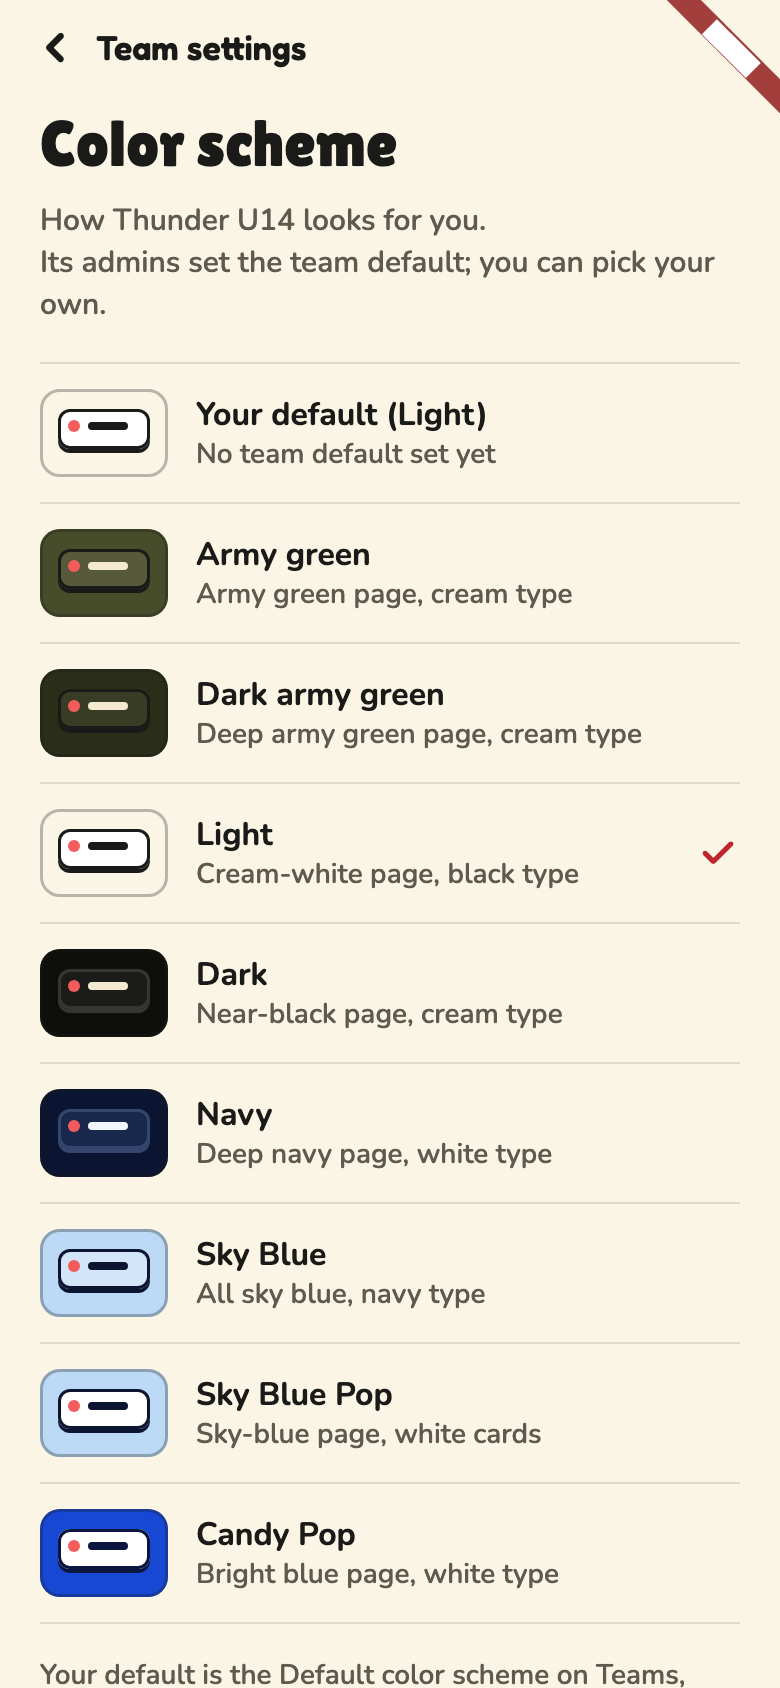 Team settings
Color scheme
How Thunder U14 looks for you.
Its admins set the team default; you can pick your
own.
Your default (Light)
No team default set yet
Army green
Army green page, cream type
Dark army green
Deep army green page, cream type
Light
Cream-white page, black type
Dark
Near-black page, cream type
Navy
Deep navy page, white type
Sky Blue
All sky blue, navy type
Sky Blue Pop
Sky-blue page, white cards
Candy Pop
Bright blue page, white type
Your default is the Default color scheme on Teams,